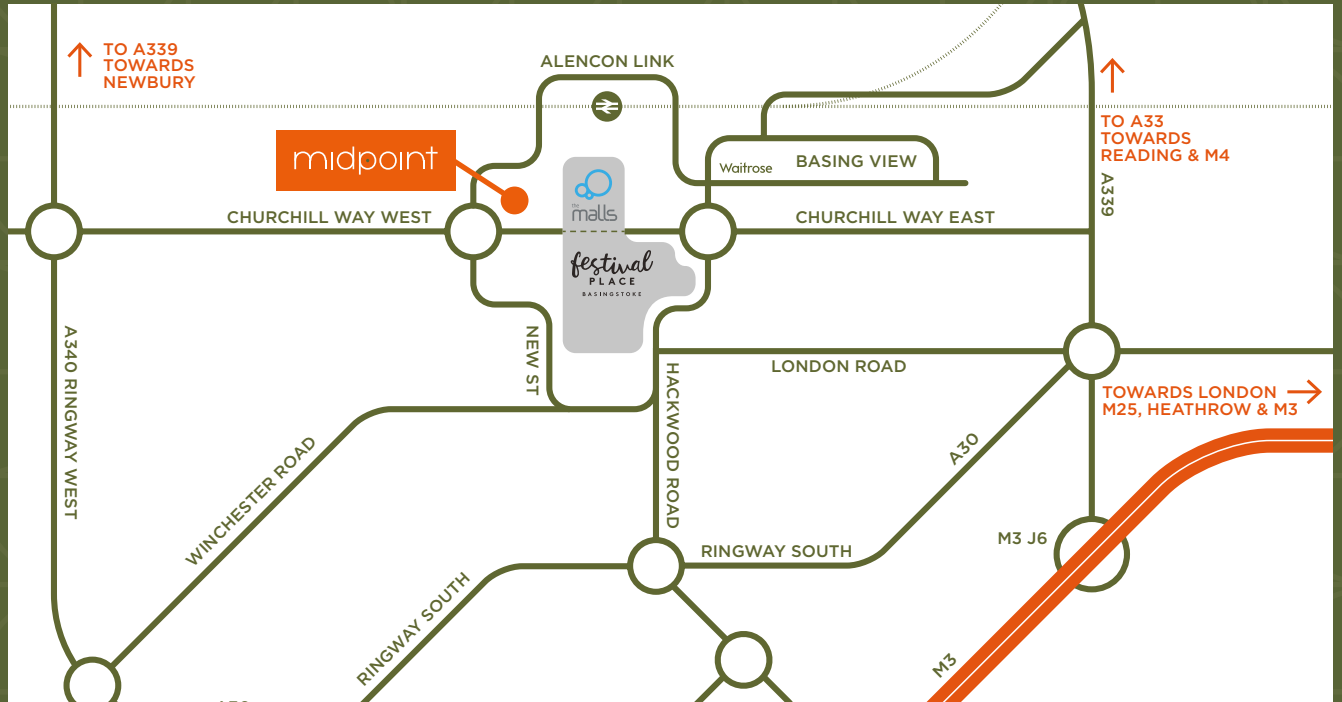 TO A339
TOWARDS
NEWBURY
ALENCON LINK
TO A33
TOWARDS
READING & M4
midpoint
Waitrose
BASING VIEW
A339
the
malls
CHURCHILL WAY WEST
CHURCHILL WAY EAST
festival
PLACE
BASINGSTOKE
A340 RINGWAY WEST
NEW ST
LONDON ROAD
HACKWOOD ROAD
TOWARDS LONDON
M25, HEATHROW & M3
WINCHESTER ROAD
A30
M3 J6
RINGWAY SOUTH
RINGWAY SOUTH
M3